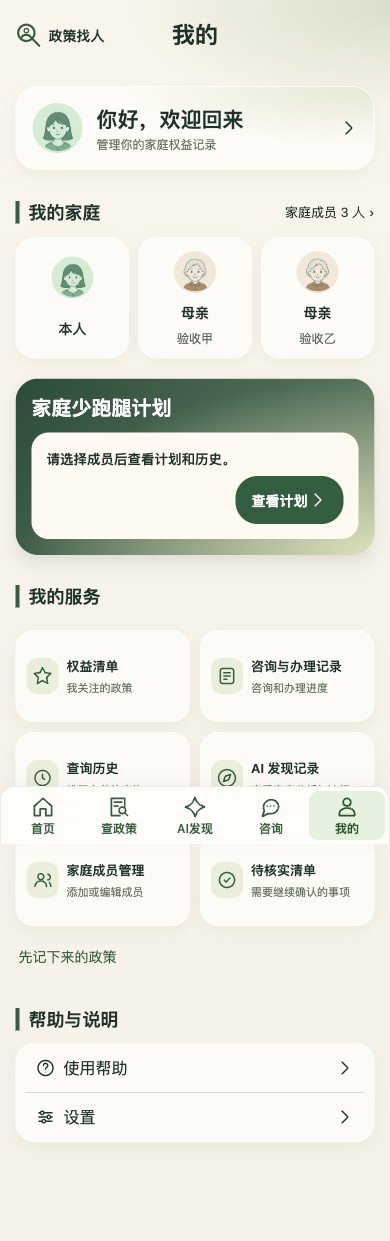 政策找人
我的
你好，欢迎回来
管理你的家庭权益记录
我的家庭
家庭成员 3 人 ›
本人
母亲
验收甲
母亲
验收乙
家庭少跑腿计划
请选择成员后查看计划和历史。
查看计划
我的服务
权益清单
我关注的政策
咨询与办理记录
咨询和办理进度
查询历史
AI 发现记录
首页
查政策
AI发现
咨询
我的
家庭成员管理
添加或编辑成员
待核实清单
需要继续确认的事项
先记下来的政策
帮助与说明
使用帮助
设置